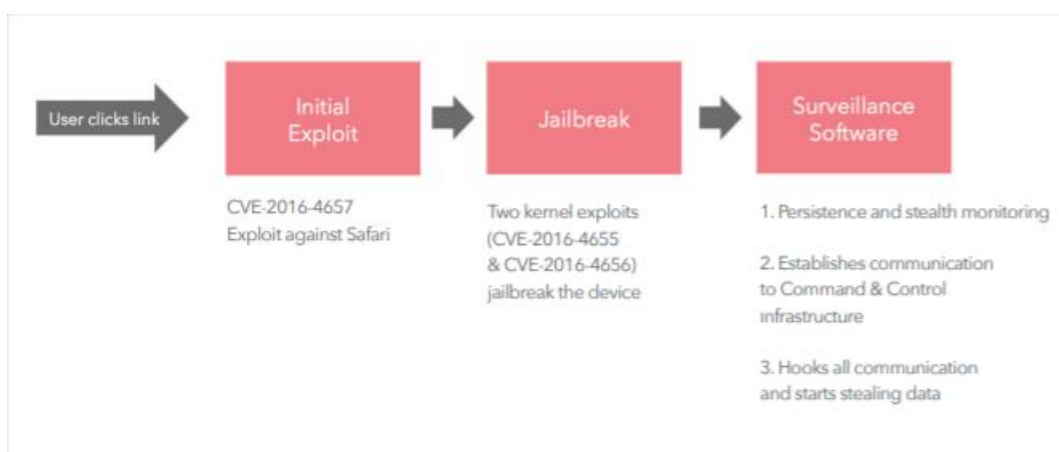 User clicks link
Initial
Exploit
CVE-2016-4657
Exploit against Safari
Jailbreak
Two kernel exploits
(CVE-2016-4655
& CVE-2016-4656)
jailbreak the device
Surveillance
Software
1. Persistence and stealth monitoring
2. Establishes communication
to Command & Control
infrastructure
3. Hooks all communication
and starts stealing data